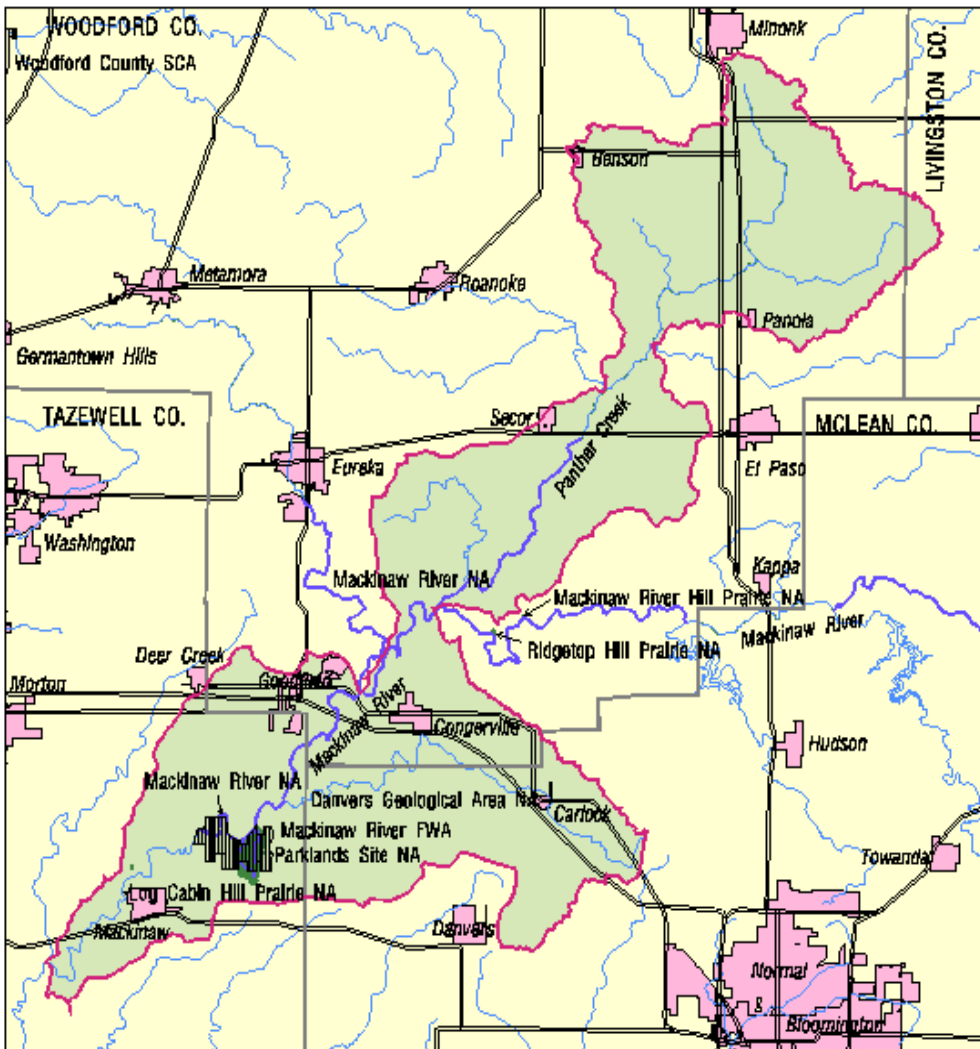 WOODFORD CO.
Woodford County SCA
Minonk
LIVINGSTON CO.
Benson
Metamora
Roanoke
Panola
Germantown Hills
TAZEWELL CO.
Secor
Panther Creek
MCLEAN CO.
Eureka
El Paso
Washington
Mackinaw River NA
Kappa
Mackinaw River Hill Prairie NA
Mackinaw River
Ridgetop Hill Prairie NA
Deer Creek
Morton
Goodfield
Mackinaw River
Congerville
Hudson
Mackinaw River NA
Danvers Geological Area NA
Carlock
Mackinaw River FWA
Parklands Site NA
Towanda
Log Cabin Hill Prairie NA
Mackinaw
Danvers
Normal
&
Bloomington